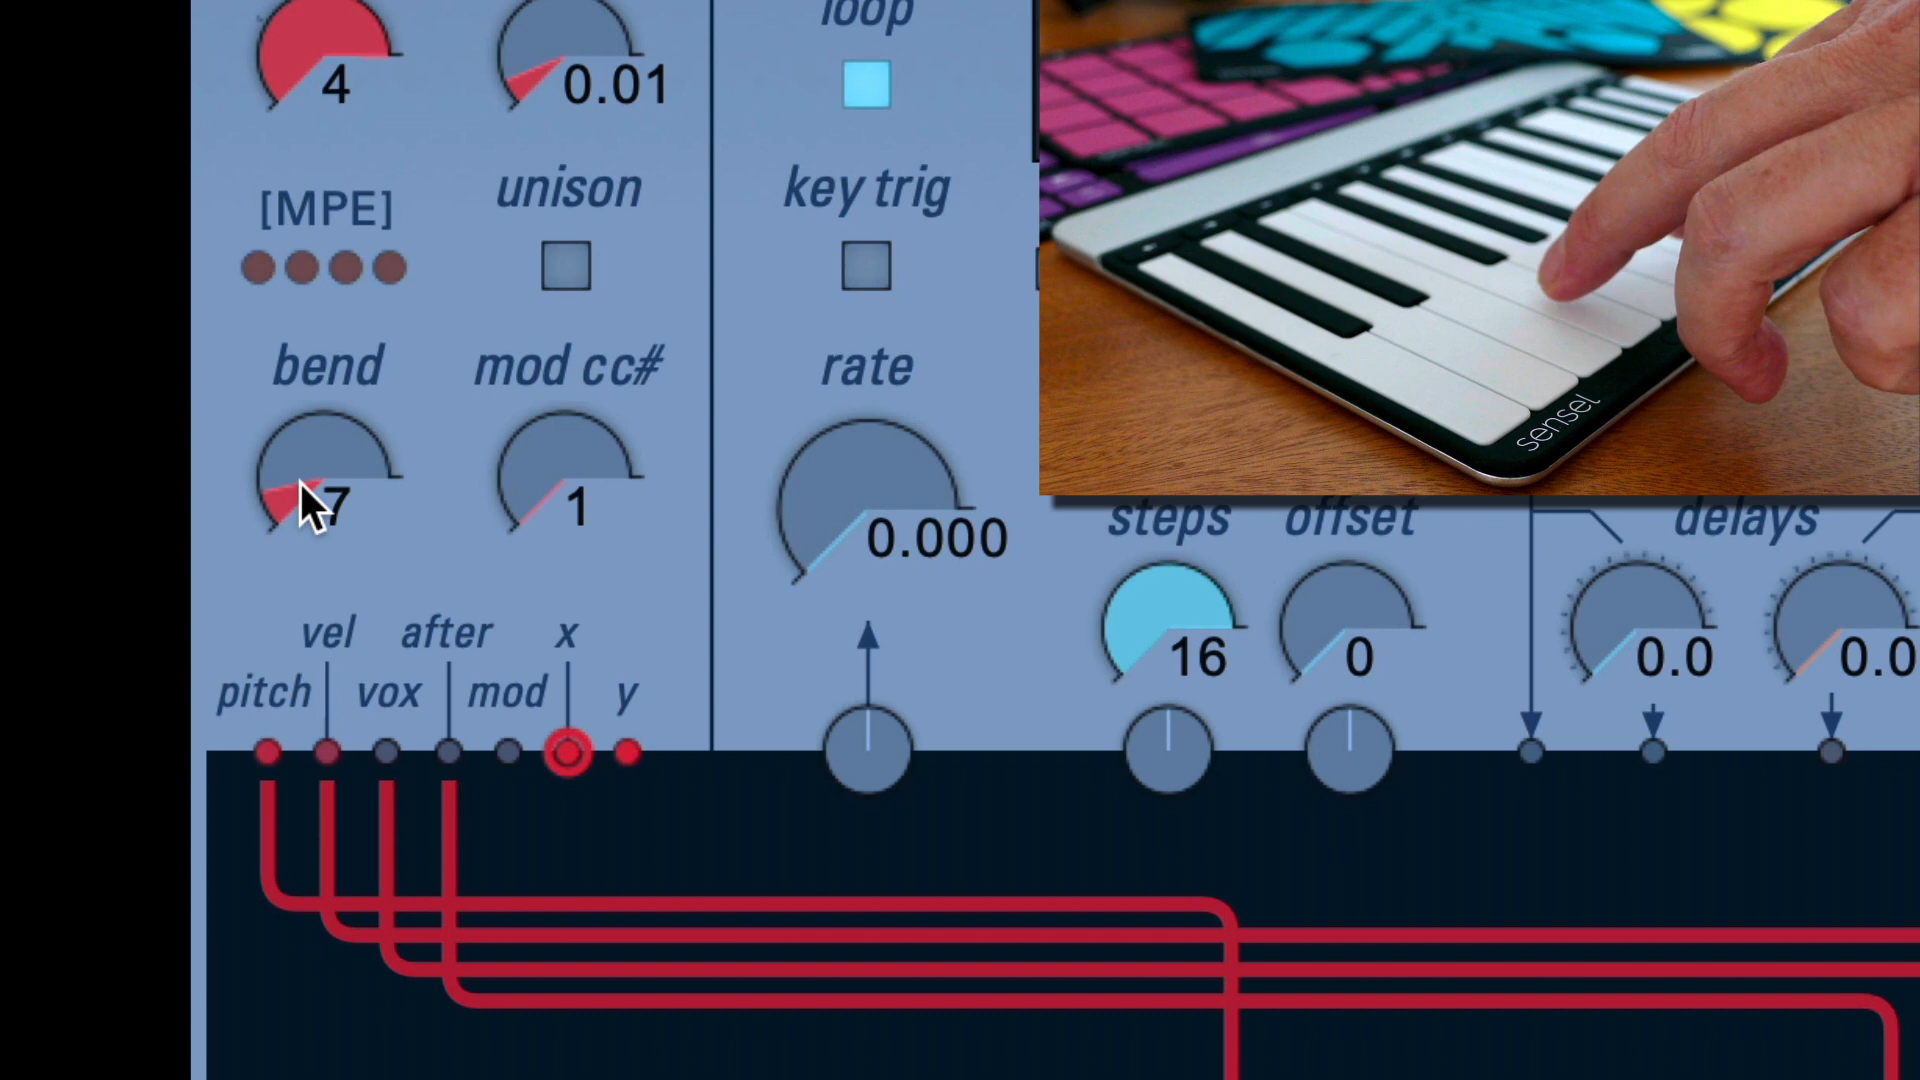 loop
4
0.01
[MPE]
unison
key trig
bend
mod cc#
rate
7
1
0.000
sensel
steps
offset
delays
16
0
0.0
0.0
vel
after
x
pitch
vox
mod
y